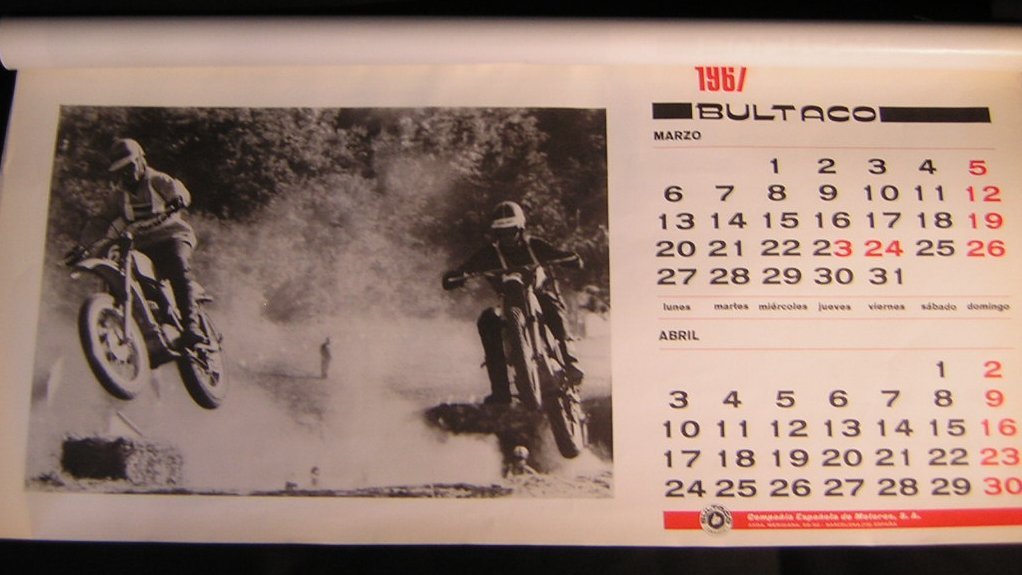 1967
BULTACO
MARZO
1 2 3 4 5
6 7 8 9 10 11 12
13 14 15 16 17 18 19
20 21 22 23 24 25 26
27 28 29 30 31
lunes martes miércoles jueves viernes sábado domingo
ABRIL
1 2
3 4 5 6 7 8 9
10 11 12 13 14 15 16
17 18 19 20 21 22 23
24 25 26 27 28 29 30
Compañía Española de Motores, S. A.